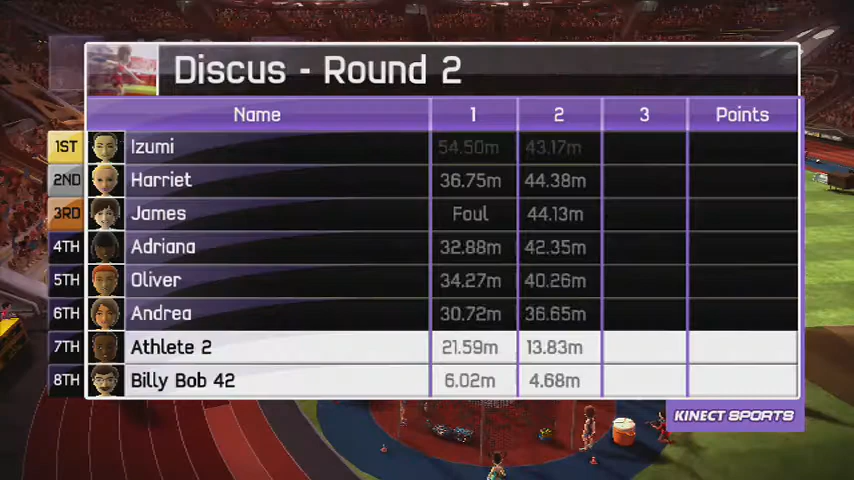 Discus - Round 2
Name 1 2 3 Points
1ST Izumi 54.50m 43.17m
2ND Harriet 36.75m 44.38m
3RD James Foul 44.13m
4TH Adriana 32.88m 42.35m
5TH Oliver 34.27m 40.26m
6TH Andrea 30.72m 36.65m
7TH Athlete 2 21.59m 13.83m
8TH Billy Bob 42 6.02m 4.68m
KINECT SPORTS